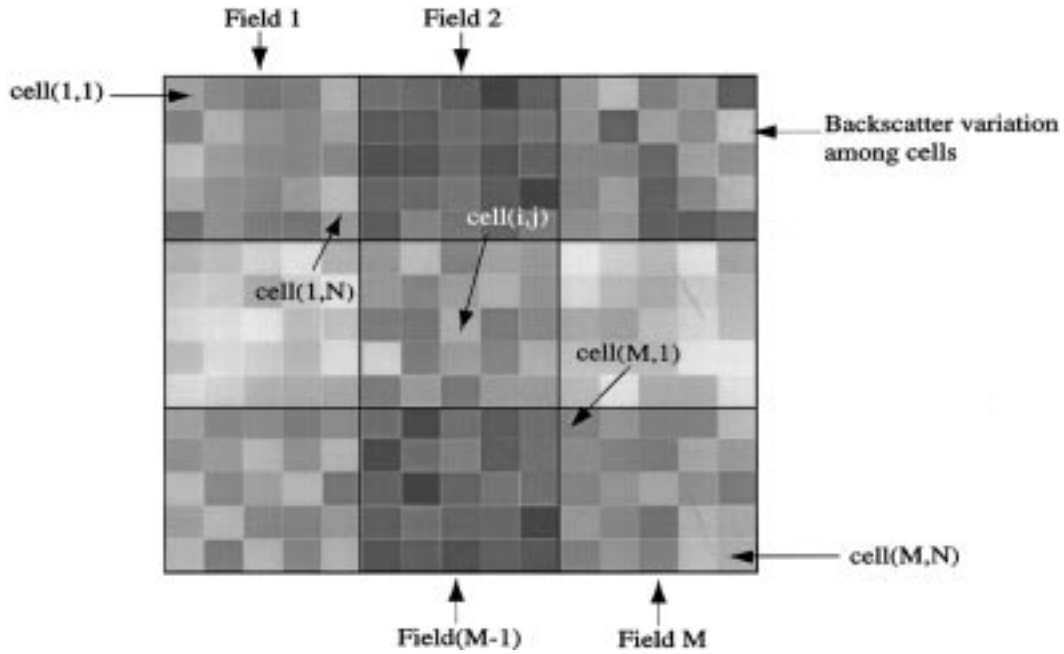 Field 1
Field 2
cell(1,1)
Backscatter variation
among cells
cell(i,j)
cell(1,N)
cell(M,1)
cell(M,N)
Field(M-1)
Field M